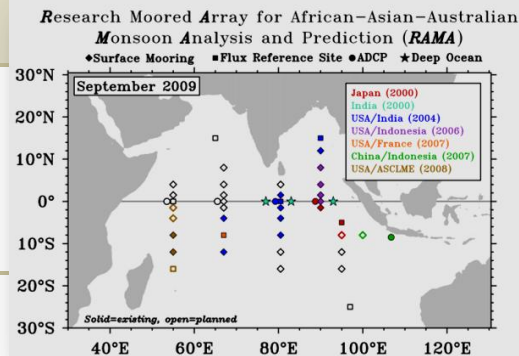 Research Moored Array for African-Asian-Australian
Monsoon Analysis and Prediction (RAMA)
◆Surface Mooring ■Flux Reference Site ●ADCP ★Deep Ocean
September 2009
Japan (2000)
India (2000)
USA/India (2004)
USA/Indonesia (2006)
USA/France (2007)
China/Indonesia (2007)
USA/ASCLME (2008)
30°N
20°N
10°N
0°
10°S
20°S
30°S
Solid=existing, open=planned
40°E 60°E 80°E 100°E 120°E